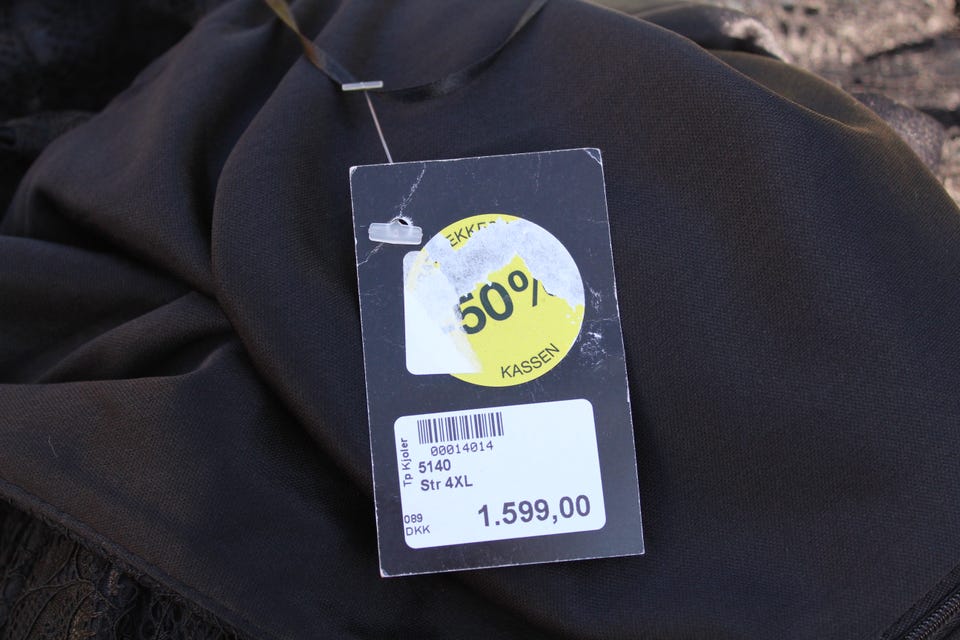 50%
KASSEN
00014014
Tp Kjoler
5140
Str 4XL
089
DKK
1.599,00